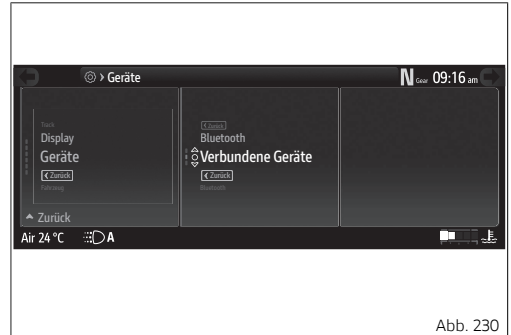 Geräte
N Gear 09:16 am
Track
Display
Geräte
Zurück
Fahrzeug
Zurück
Zurück
Bluetooth
Verbundene Geräte
Zurück
Bluetooth
Air 24 °C
A
Abb. 230